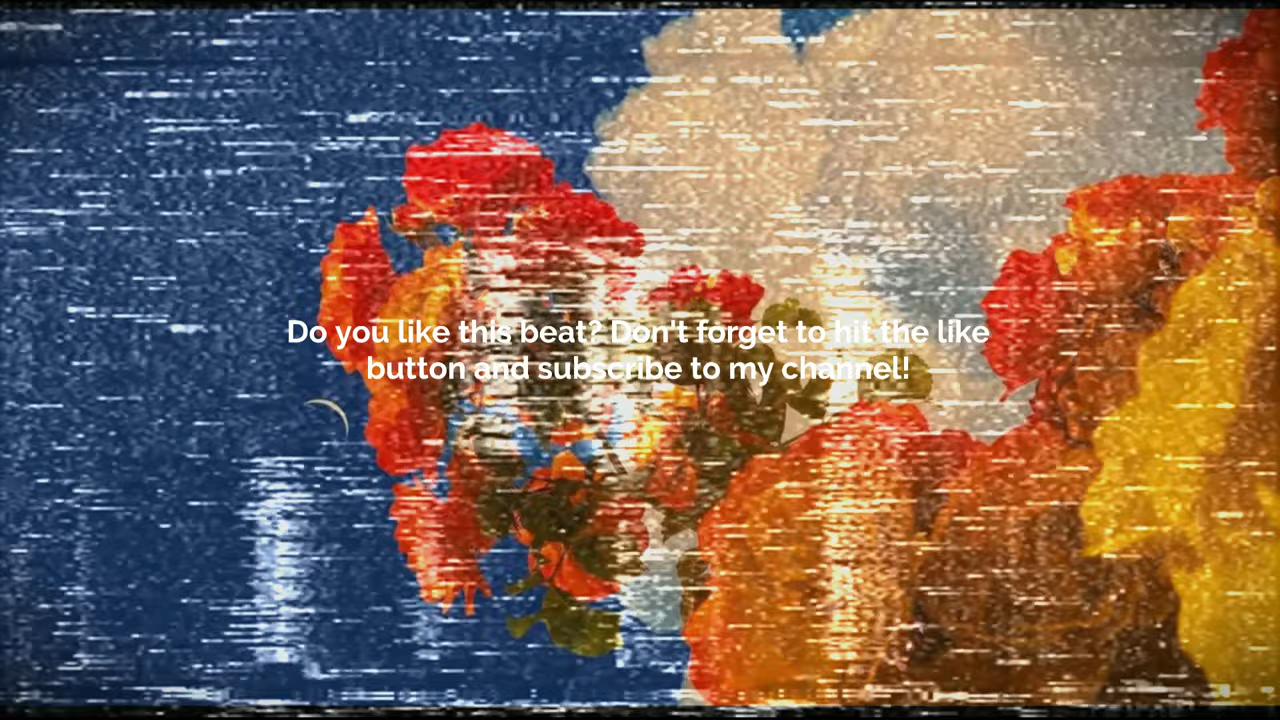 Do you like this beat? Don't forget to hit the like
button and subscribe to my channel!